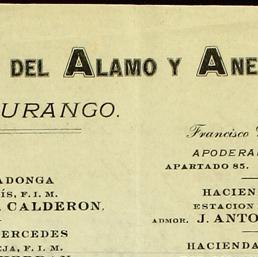 DEL ALAMO Y ANE
URANGO.
Francisco
APODERA
APARTADO 85.
ADONGA
ÍS, F. I. M.
CALDERON,
HACIEN
ESTACION
ADMOR. J. ANTO
ERCEDES
EJA, F. I. M.
HACIENDA